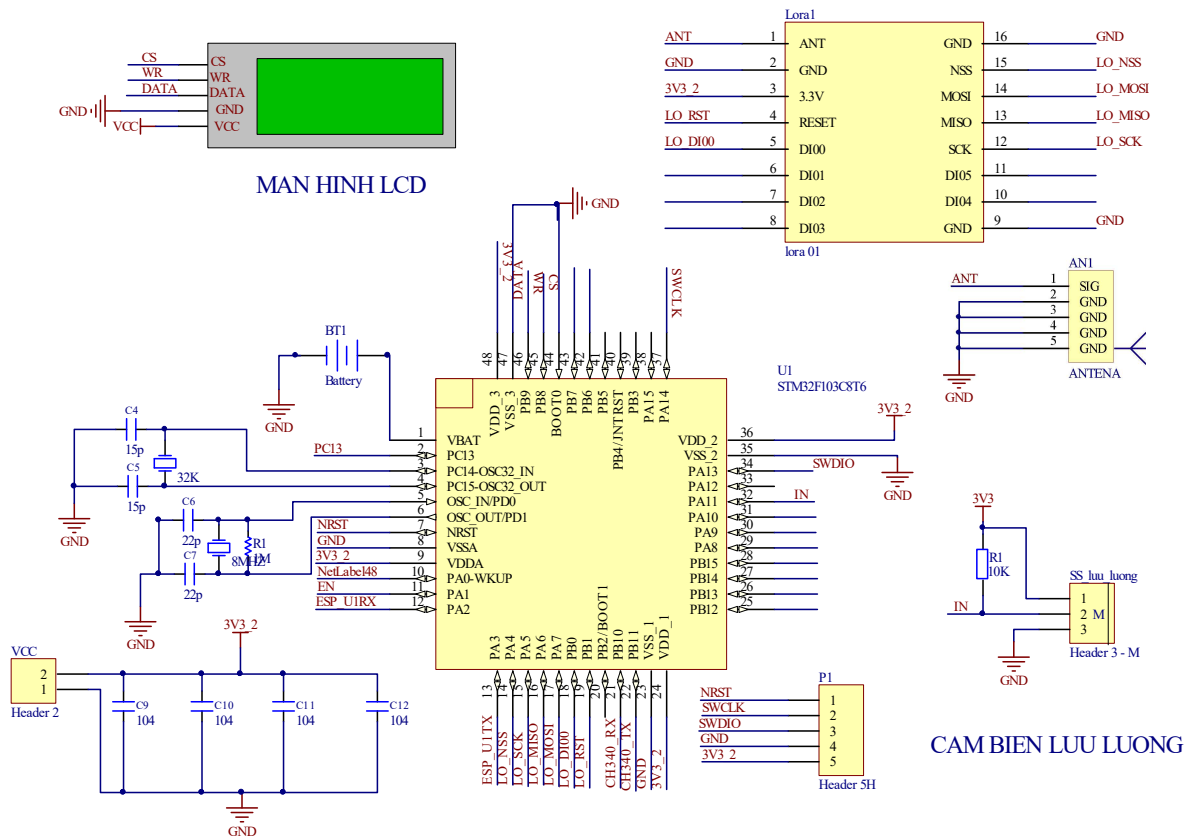 CS
WR
DATA
GND
VCC
CS
WR
DATA
GND
VCC
MAN HINH LCD
Lora1
ANT 1 ANT GND 16 GND
GND 2 GND NSS 15 LO_NSS
3V3_2 3 3.3V MOSI 14 LO_MOSI
LO_RST 4 RESET MISO 13 LO_MISO
LO_DI00 5 DI00 SCK 12 LO_SCK
6 DI01 DI05 11
7 DI02 DI04 10
8 DI03 GND 9 GND
lora 01
AN1
ANT 1 SIG
2 GND
3 GND
4 GND
5 GND
GND
ANTENA
GND
3V3_2
DATA
WR
CS
SWCLK
BT1
Battery
GND
48 47 46 45 44 43 42 41 40 39 38 37
VDD_3
VSS_3
PB9
PB8
BOOT0
PB7
PB6
PB5
PB4/JNTRST
PB3
PA15
PA14
U1
STM32F103C8T6
C4
15p
32K
C5
15p
GND
C6
22p
8MHZ
R1
1M
C7
22p
GND
1 VBAT
PC13 2 PC13
3 PC14-OSC32_IN
4 PC15-OSC32_OUT
5 OSC_IN/PD0
6 OSC_OUT/PD1
NRST 7 NRST
GND 8 VSSA
3V3_2 9 VDDA
NetLabel48 10 PA0-WKUP
EN 11 PA1
ESP_U1RX 12 PA2
VDD_2 36 3V3_2
VSS_2 35 GND
PA13 34 SWDIO
PA12 33
PA11 32 IN
PA10 31
PA9 30
PA8 29
PB15 28
PB14 27
PB13 26
PB12 25
PA3
PA4
PA5
PA6
PA7
PB0
PB1
PB2/BOOT1
PB10
PB11
VSS_1
VDD_1
13 14 15 16 17 18 19 20 21 22 23 24
ESP_U1TX
LO_NSS
LO_SCK
LO_MISO
LO_MOSI
LO_DI00
LO_RST
CH340_RX
CH340_TX
GND
3V3_2
3V3
R1
10K
IN
GND
SS_luu_luong
1
2 M
3
Header 3 - M
CAM BIEN LUU LUONG
VCC
2
1
Header 2
3V3_2
C9
104
C10
104
C11
104
C12
104
GND
P1
NRST 1
SWCLK 2
SWDIO 3
GND 4
3V3_2 5
Header 5H